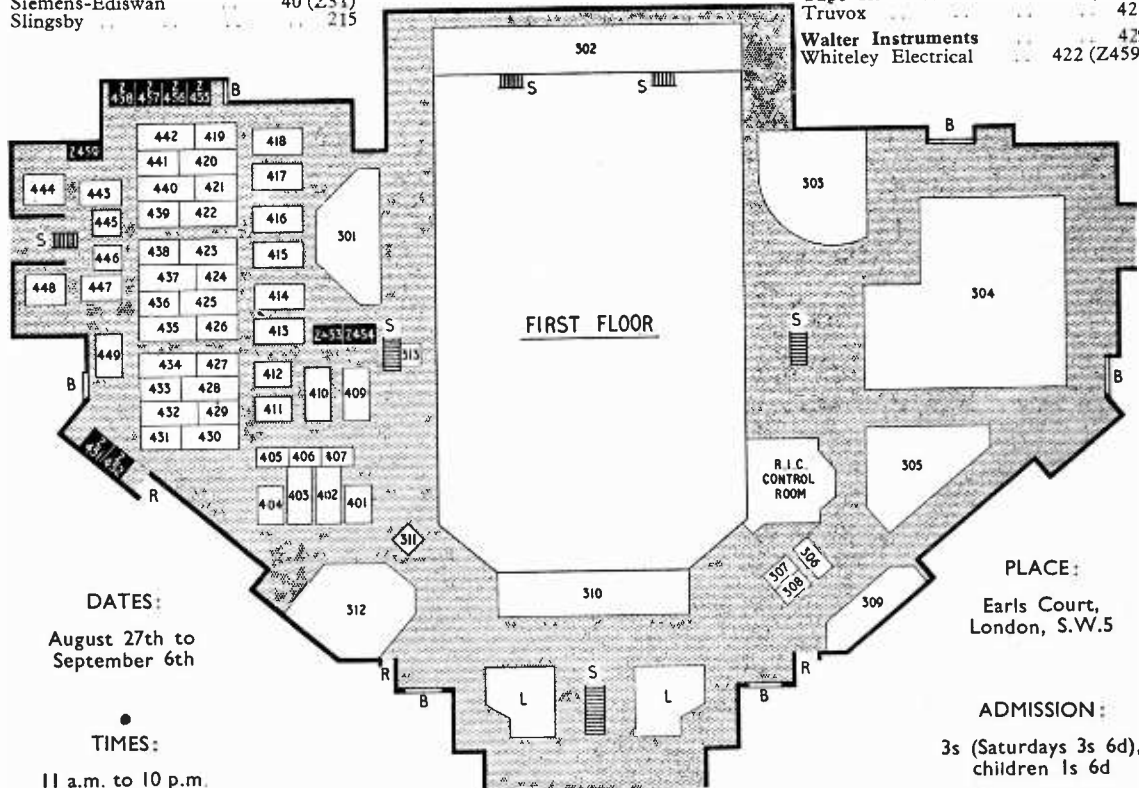 Siemens-Ediswan .. 40 (Z31)
Slingsby .. .. .. 215
Truvox .. .. .. 42
Walter Instruments .. 42
Whiteley Electrical .. 422 (Z459
302
S S
Z458 Z457 Z456 Z455 B
442 419 418
441 420
417
440 421
439 422 416
Z459
444 443
445
S
446
448 447
438 423 415
437 424
436 425 414
435 426 413
301
Z453 Z454 S
313
449
B
434 427 412
433 428 410 409
432 429 411
431 430
405 406 407
404 403 402 401
R
311
312
FIRST FLOOR
B
303
304
S
B
R.I.C.
CONTROL
ROOM
305
307 306
308
309
310
L S L
R B B R
DATES:
August 27th to
September 6th
TIMES:
11 a.m. to 10 p.m.
PLACE:
Earls Court,
London, S.W.5
ADMISSION:
3s (Saturdays 3s 6d),
children 1s 6d